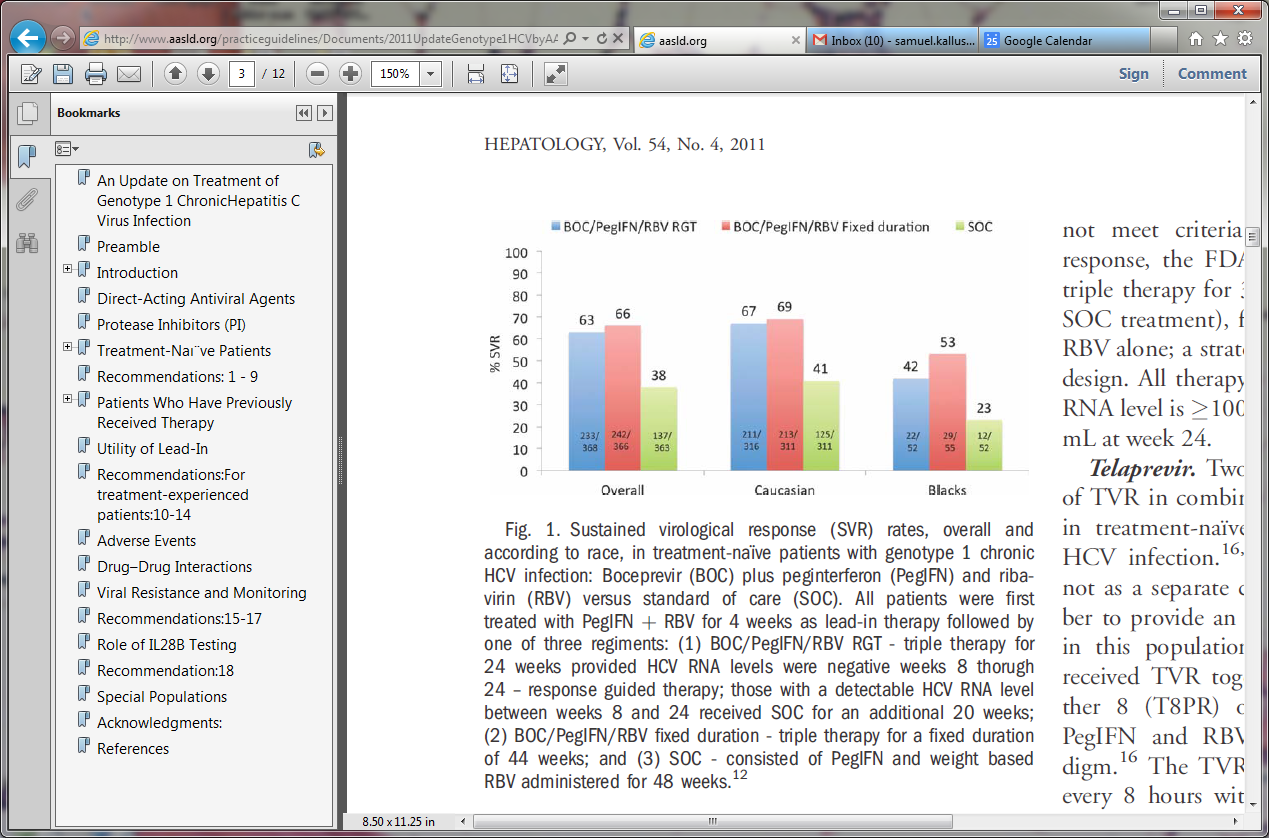 http://www.aasld.org/practiceguidelines/Documents/2011UpdateGenotype1HCVbyAA
aasld.org
Inbox (10) - samuel.kallus...
25 Google Calendar
3 / 12
150%
Sign
Comment
Bookmarks
An Update on Treatment of
Genotype 1 ChronicHepatitis C
Virus Infection
Preamble
Introduction
Direct-Acting Antiviral Agents
Protease Inhibitors (PI)
Treatment-Naı¨ve Patients
Recommendations: 1 - 9
Patients Who Have Previously
Received Therapy
Utility of Lead-In
Recommendations:For
treatment-experienced
patients:10-14
Adverse Events
Drug–Drug Interactions
Viral Resistance and Monitoring
Recommendations:15-17
Role of IL28B Testing
Recommendation:18
Special Populations
Acknowledgments:
References
HEPATOLOGY, Vol. 54, No. 4, 2011
BOC/PegIFN/RBV RGT BOC/PegIFN/RBV Fixed duration SOC
% SVR
100
90
80
70
60
50
40
30
20
10
0
63 66 38
67 69 41
42 53 23
233/368 242/366 137/363
211/316 213/311 125/311
22/52 29/55 12/52
Overall Caucasian Blacks
Fig. 1. Sustained virological response (SVR) rates, overall and
according to race, in treatment-naïve patients with genotype 1 chronic
HCV infection: Boceprevir (BOC) plus peginterferon (PegIFN) and riba-
virin (RBV) versus standard of care (SOC). All patients were first
treated with PegIFN + RBV for 4 weeks as lead-in therapy followed by
one of three regiments: (1) BOC/PegIFN/RBV RGT - triple therapy for
24 weeks provided HCV RNA levels were negative weeks 8 thorugh
24 – response guided therapy; those with a detectable HCV RNA level
between weeks 8 and 24 received SOC for an additional 20 weeks;
(2) BOC/PegIFN/RBV fixed duration - triple therapy for a fixed duration
of 44 weeks; and (3) SOC - consisted of PegIFN and weight based
RBV administered for 48 weeks.12
not meet criteria
response, the FDA
triple therapy for
SOC treatment), f
RBV alone; a strate
design. All therapy
RNA level is ≥100
mL at week 24.
Telaprevir. Two
of TVR in combin
in treatment-naïve
HCV infection.16,
not as a separate c
ber to provide an
in this population
received TVR tog
ther 8 (T8PR) o
PegIFN and RBV
digm.16 The TVR
every 8 hours wit
8.50 x 11.25 in